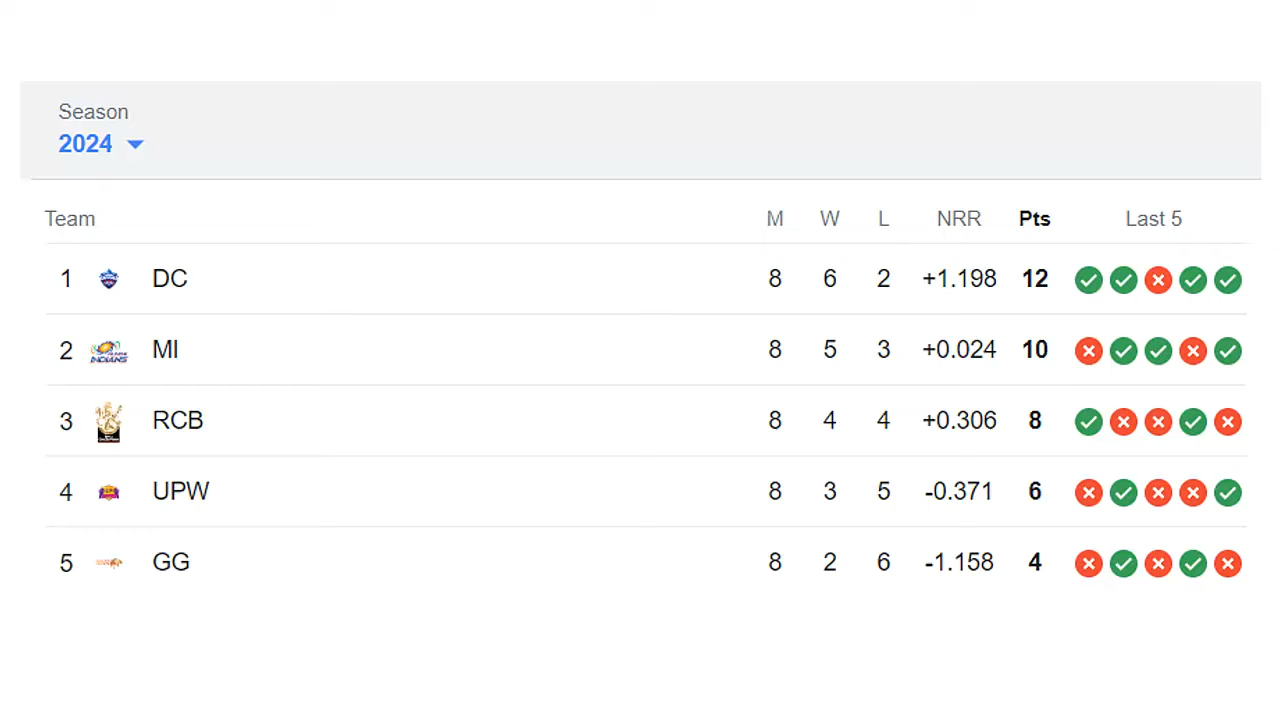 Season
2024
Team M W L NRR Pts Last 5
1 DC 8 6 2 +1.198 12
2 INDIANS MI 8 5 3 +0.024 10
3 RCB 8 4 4 +0.306 8
4 UPW 8 3 5 -0.371 6
5 GG 8 2 6 -1.158 4